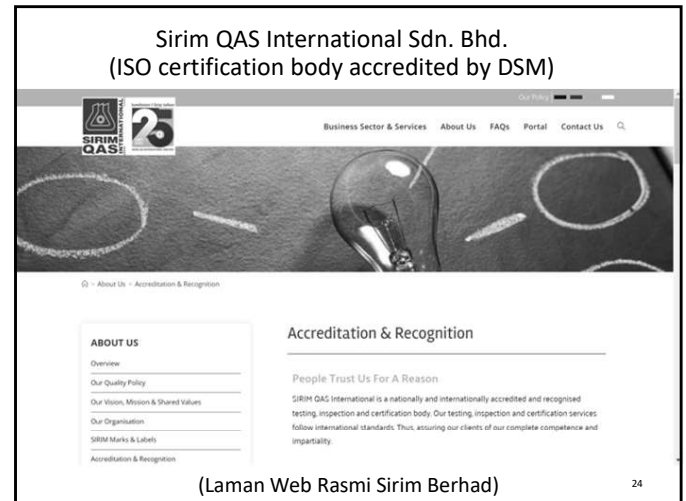 Sirim QAS International Sdn. Bhd.
(ISO certification body accredited by DSM)
Our Policy
SIRIM
QAS
INTERNATIONAL
25
Business Sector & Services About Us FAQs Portal Contact Us
> About Us > Accreditation & Recognition
ABOUT US
Overview
Our Quality Policy
Our Vision, Mission & Shared Values
Our Organisation
SIRIM Marks & Labels
Accreditation & Recognition
Accreditation & Recognition
People Trust Us For A Reason
SIRIM QAS International is a nationally and internationally accredited and recognised
testing, inspection and certification body. Our testing, inspection and certification services
follow international standards. Thus, assuring our clients of our complete competence and
impartiality.
(Laman Web Rasmi Sirim Berhad)
24